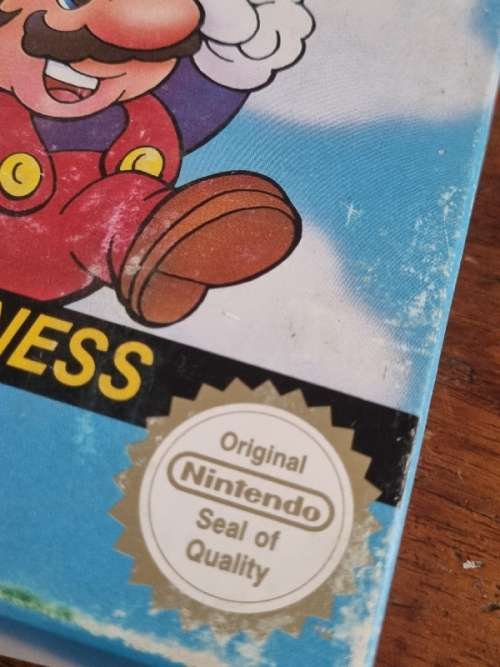 NESS
Original
Nintendo
Seal of
Quality